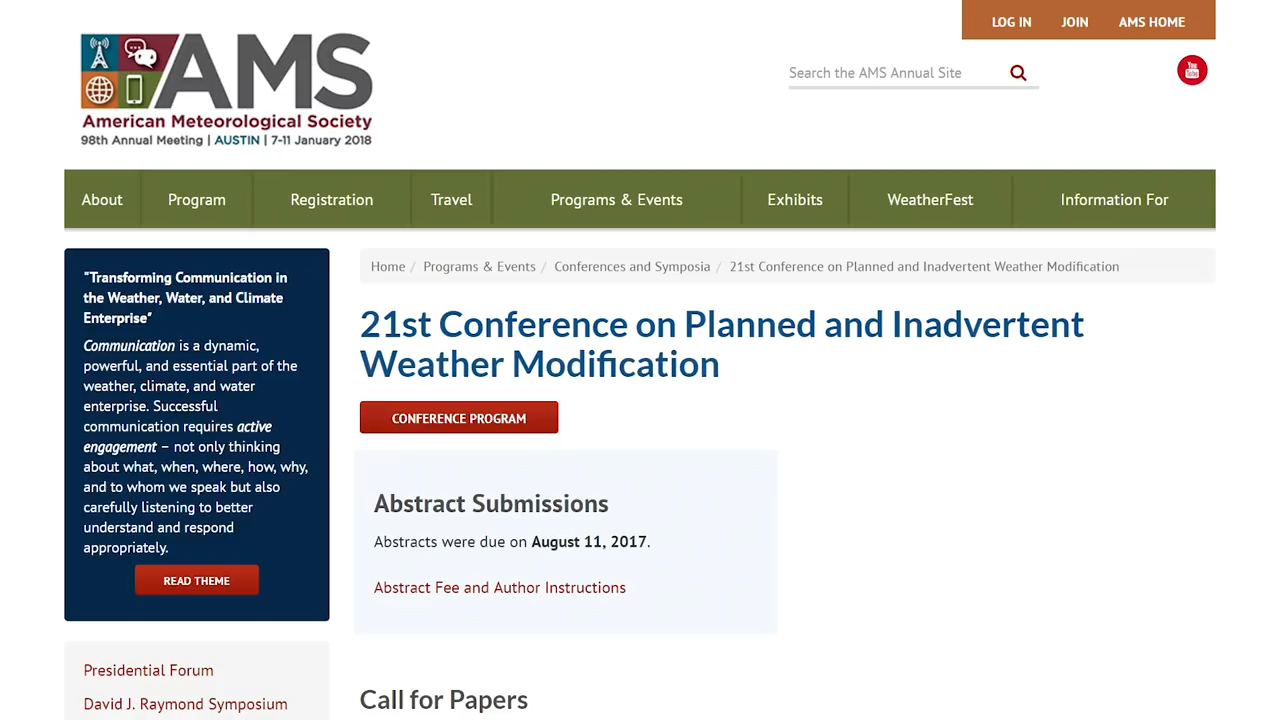 LOG IN JOIN AMS HOME
AMS
American Meteorological Society
98th Annual Meeting | AUSTIN | 7-11 January 2018
Search the AMS Annual Site
You Tube
About Program Registration Travel Programs & Events Exhibits WeatherFest Information For
"Transforming Communication in
the Weather, Water, and Climate
Enterprise"
Communication is a dynamic,
powerful, and essential part of the
weather, climate, and water
enterprise. Successful
communication requires active
engagement – not only thinking
about what, when, where, how, why,
and to whom we speak but also
carefully listening to better
understand and respond
appropriately.
READ THEME
Presidential Forum
David J. Raymond Symposium
Home / Programs & Events / Conferences and Symposia / 21st Conference on Planned and Inadvertent Weather Modification
21st Conference on Planned and Inadvertent
Weather Modification
CONFERENCE PROGRAM
Abstract Submissions
Abstracts were due on August 11, 2017.
Abstract Fee and Author Instructions
Call for Papers